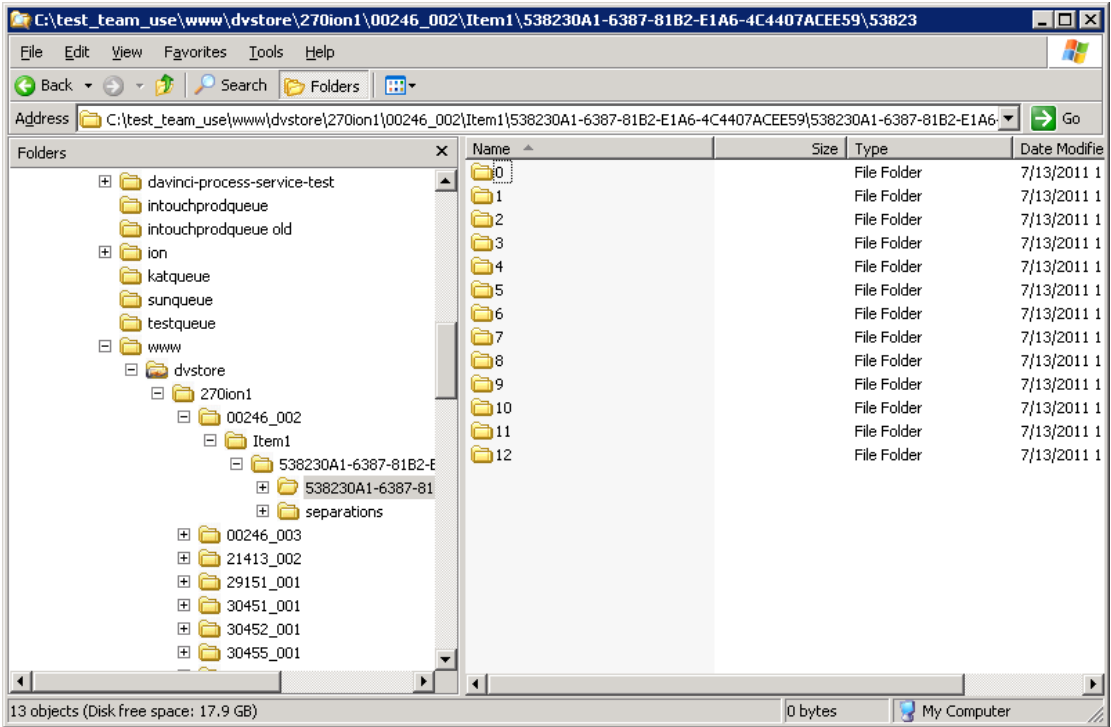 C:\test_team_use\www\dvstore\270ion1\00246_002\Item1\538230A1-6387-81B2-E1A6-4C4407ACEE59\53823
File Edit View Favorites Tools Help
Back Search Folders
Address C:\test_team_use\www\dvstore\270ion1\00246_002\Item1\538230A1-6387-81B2-E1A6-4C4407ACEE59\538230A1-6387-81B2-E1A6- Go
Folders
davinci-process-service-test
intouchprodqueue
intouchprodqueue old
ion
katqueue
sunqueue
testqueue
www
dvstore
270ion1
00246_002
Item1
538230A1-6387-81B2-E
538230A1-6387-81
separations
00246_003
21413_002
29151_001
30451_001
30452_001
30455_001
Name Size Type Date Modifie
0 File Folder 7/13/2011 1
1 File Folder 7/13/2011 1
2 File Folder 7/13/2011 1
3 File Folder 7/13/2011 1
4 File Folder 7/13/2011 1
5 File Folder 7/13/2011 1
6 File Folder 7/13/2011 1
7 File Folder 7/13/2011 1
8 File Folder 7/13/2011 1
9 File Folder 7/13/2011 1
10 File Folder 7/13/2011 1
11 File Folder 7/13/2011 1
12 File Folder 7/13/2011 1
13 objects (Disk free space: 17.9 GB) 0 bytes My Computer